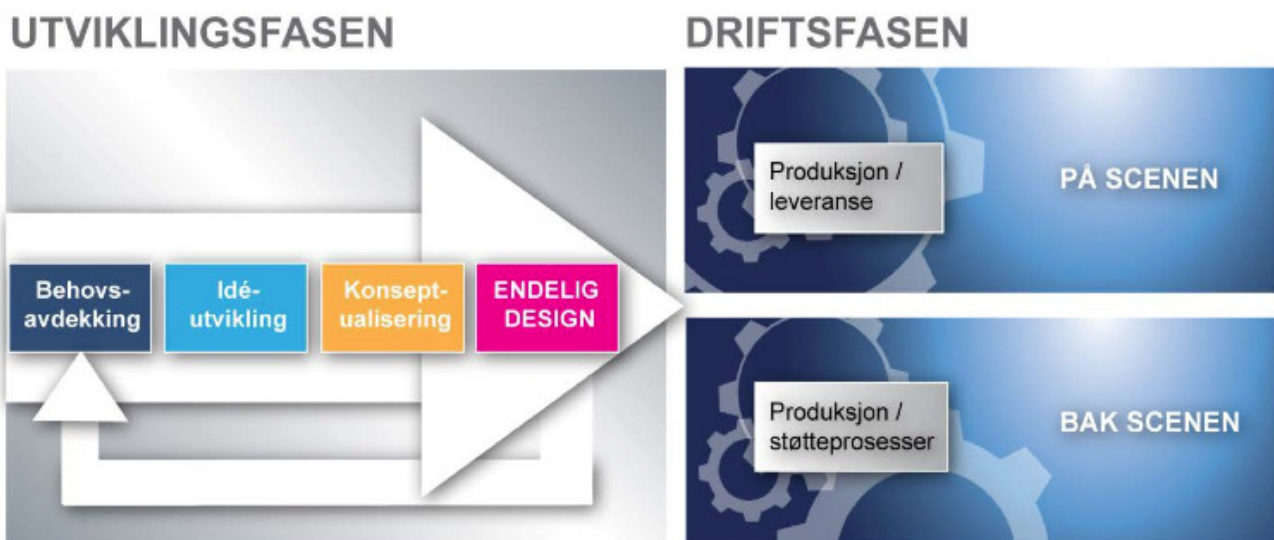 UTVIKLINGSFASEN
Behovs-
avdekking
Idé-
utvikling
Konsept-
ualisering
ENDELIG
DESIGN
DRIFTSFASEN
Produksjon /
leveranse
PÅ SCENEN
Produksjon /
støtteprosesser
BAK SCENEN